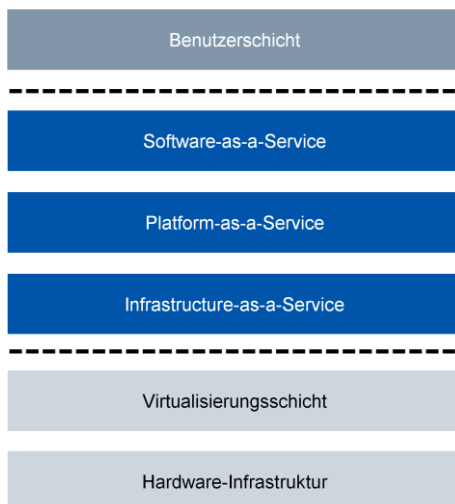 Benutzerschicht
Software-as-a-Service
Platform-as-a-Service
Infrastructure-as-a-Service
Virtualisierungsschicht
Hardware-Infrastruktur